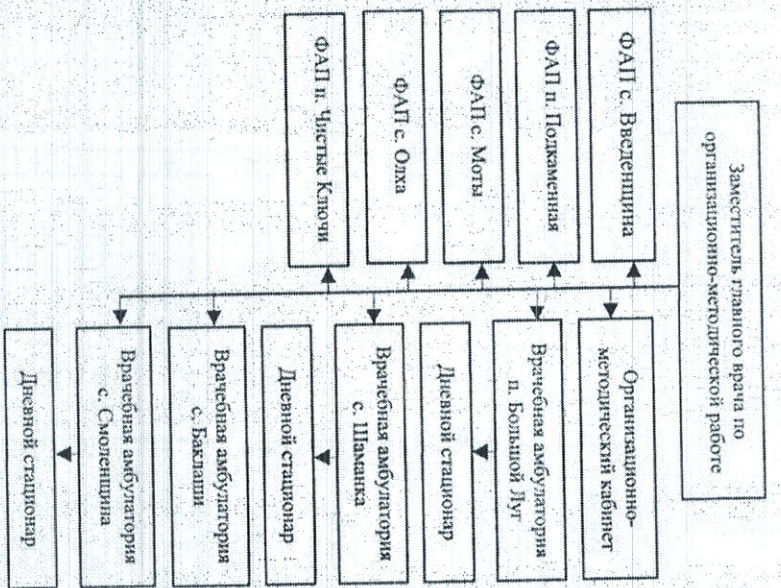 Заместитель главного врача по
организационно-методической работе
ФАП с. Введенщина
ФАП п. Подкаменная
ФАП с. Моты
ФАП с. Олха
ФАП п. Чистые Ключи
Организационно-
методический кабинет
Врачебная амбулатория
п. Большой Луг
Дневной стационар
Врачебная амбулатория
с. Шаманка
Дневной стационар
Врачебная амбулатория
с. Баклаши
Врачебная амбулатория
с. Смоленщина
Дневной стационар